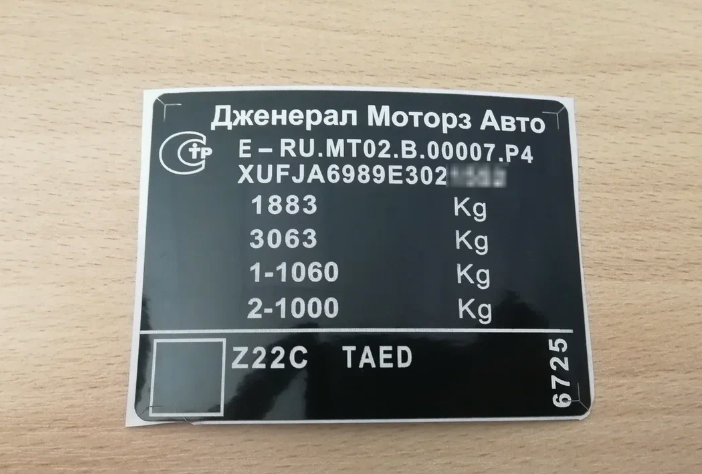 Дженерал Моторз Авто
E – RU.MT02.B.00007.P4
XUFJA6989E302
1883 Kg
3063 Kg
1-1060 Kg
2-1000 Kg
Z22C TAED
6725